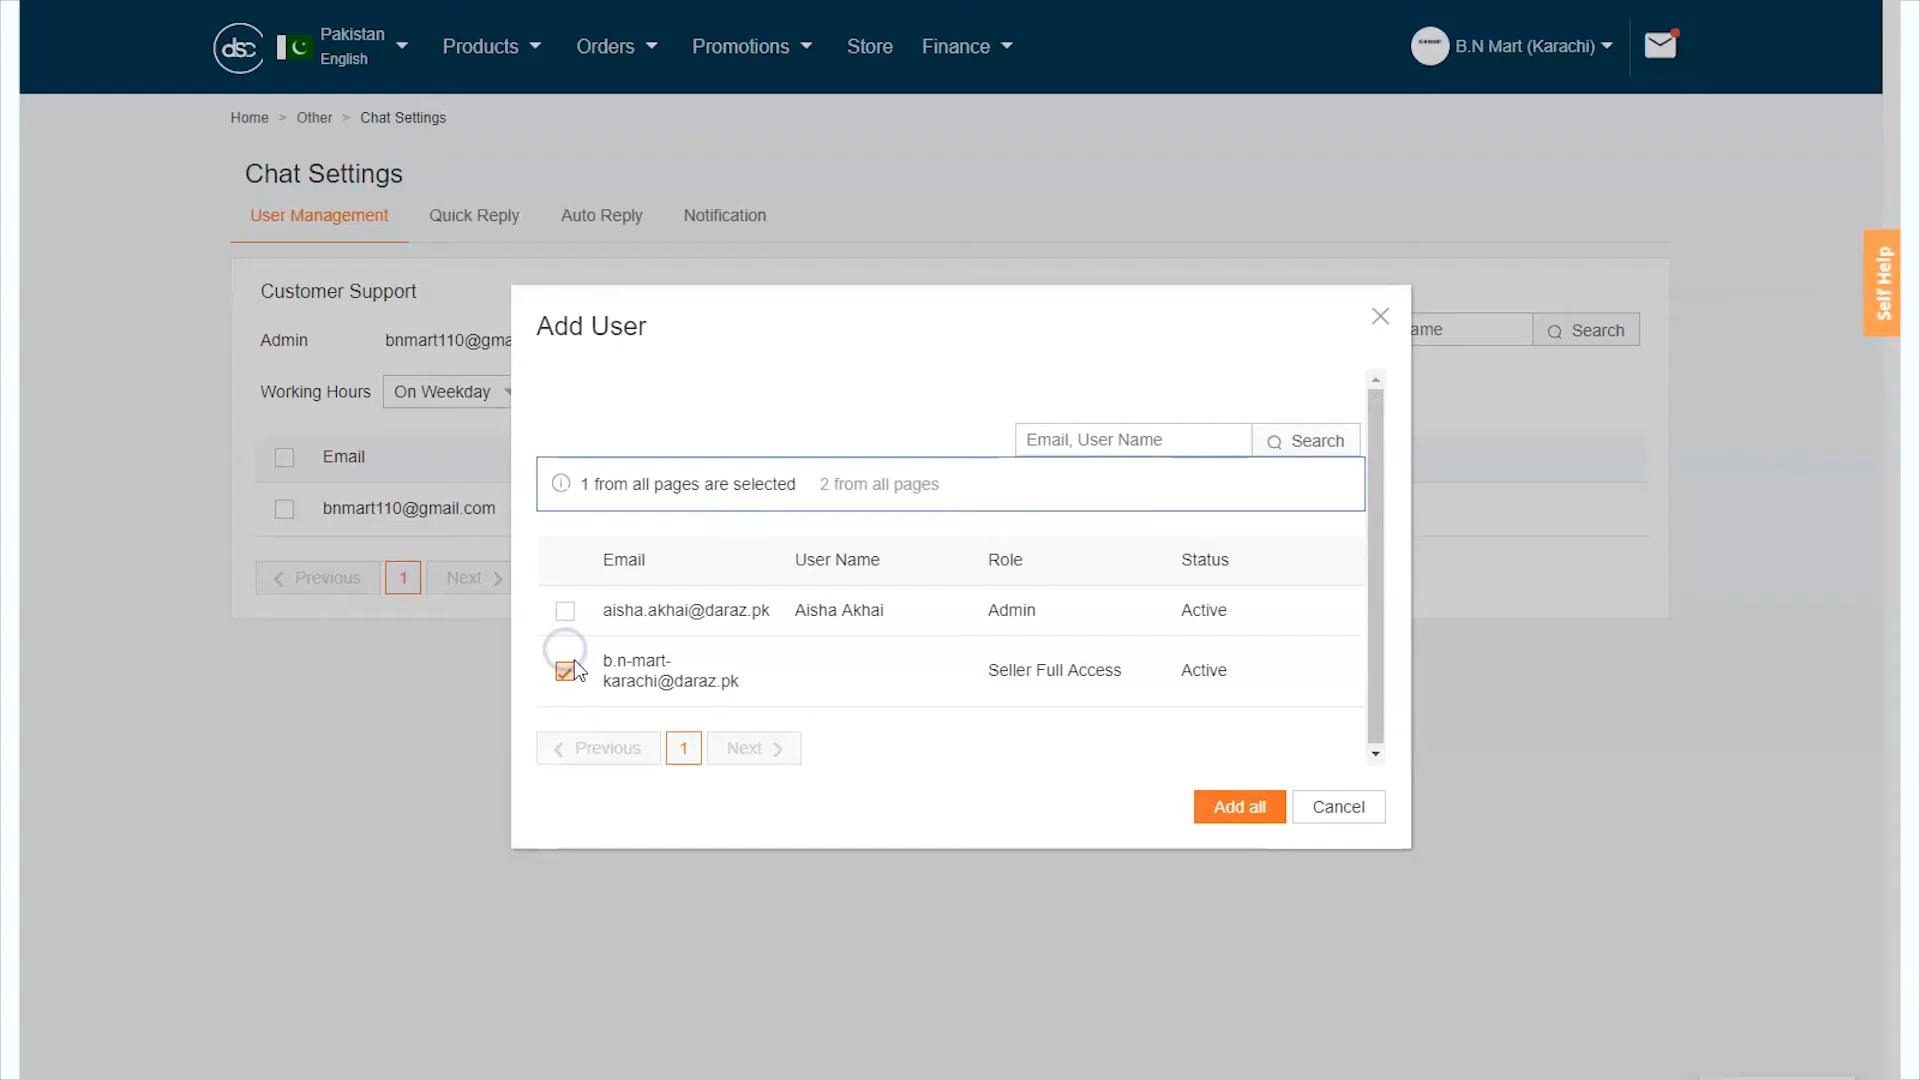 dsc
Pakistan
English
Products
Orders
Promotions
Store
Finance
B.N Mart (Karachi)
Home > Other > Chat Settings
Chat Settings
User Management
Quick Reply
Auto Reply
Notification
Self Help
Customer Support
Admin
bnmart110@gma
ame
Search
Working Hours
On Weekday
Email
bnmart110@gmail.com
Previous
1
Next
Add User
Email, User Name
Search
1 from all pages are selected
2 from all pages
Email User Name Role Status
aisha.akhai@daraz.pk Aisha Akhai Admin Active
b.n-mart-
karachi@daraz.pk Seller Full Access Active
Previous
1
Next
Add all
Cancel